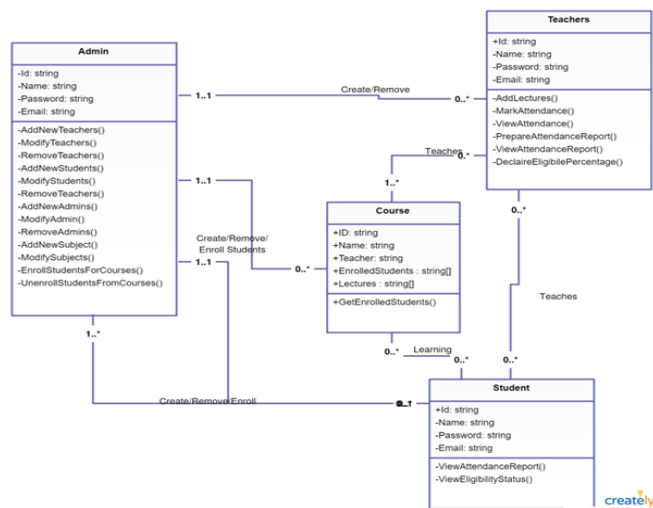 Teachers
+Id: string
-Name: string
-Password: string
-Email: string
-AddLectures()
-MarkAttendance()
-ViewAttendance()
-PrepareAttendanceReport()
-ViewAttendanceReport()
-DeclaireEligibilePercentage()
Admin
-Id: string
-Name: string
-Password: string
-Email: string
-AddNewTeachers()
-ModifyTeachers()
-RemoveTeachers()
-AddNewStudents()
-ModifyStudents()
-RemoveTeachers()
-AddNewAdmins()
-ModifyAdmin()
-RemoveAdmins()
-AddNewSubject()
-ModifySubjects()
-EnrollStudentsForCourses()
-UnenrollStudentsFromCourses()
1..1
Create/Remove
0..*
Teaches
0..*
1..*
1..1
Create/Remove/
Enroll Students
1..1
0..*
Course
+ID: string
+Name: string
+Teacher: string
+EnrolledStudents : string[]
+Lectures : string[]
+GetEnrolledStudents()
0..*
Teaches
0..*
1..*
0..*
Learning
0..*
Create/Remove/Enroll
Student
+Id: string
-Name: string
-Password: string
-Email: string
-ViewAttendanceReport()
-ViewEligibilityStatus()
creately